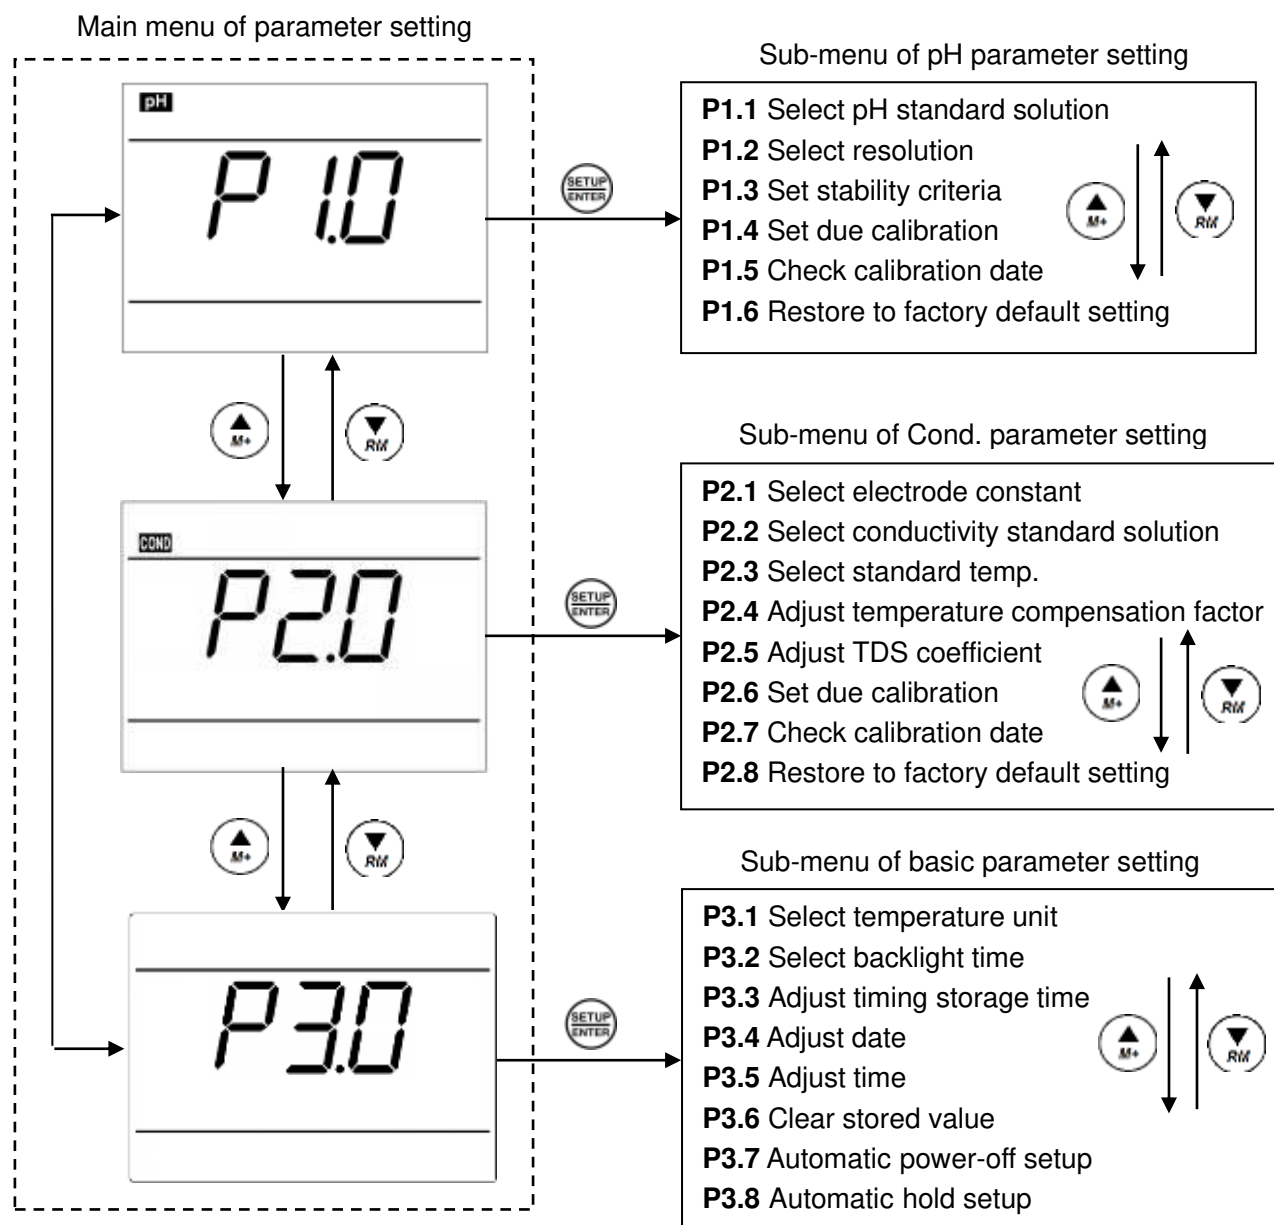 Main menu of parameter setting
pH
P1.0
SETUP
ENTER
M+
RM
COND
P2.0
SETUP
ENTER
M+
RM
P3.0
SETUP
ENTER
Sub-menu of pH parameter setting
P1.1 Select pH standard solution
P1.2 Select resolution
P1.3 Set stability criteria
P1.4 Set due calibration
P1.5 Check calibration date
P1.6 Restore to factory default setting
M+
RM
Sub-menu of Cond. parameter setting
P2.1 Select electrode constant
P2.2 Select conductivity standard solution
P2.3 Select standard temp.
P2.4 Adjust temperature compensation factor
P2.5 Adjust TDS coefficient
P2.6 Set due calibration
P2.7 Check calibration date
P2.8 Restore to factory default setting
M+
RM
Sub-menu of basic parameter setting
P3.1 Select temperature unit
P3.2 Select backlight time
P3.3 Adjust timing storage time
P3.4 Adjust date
P3.5 Adjust time
P3.6 Clear stored value
P3.7 Automatic power-off setup
P3.8 Automatic hold setup
M+
RM